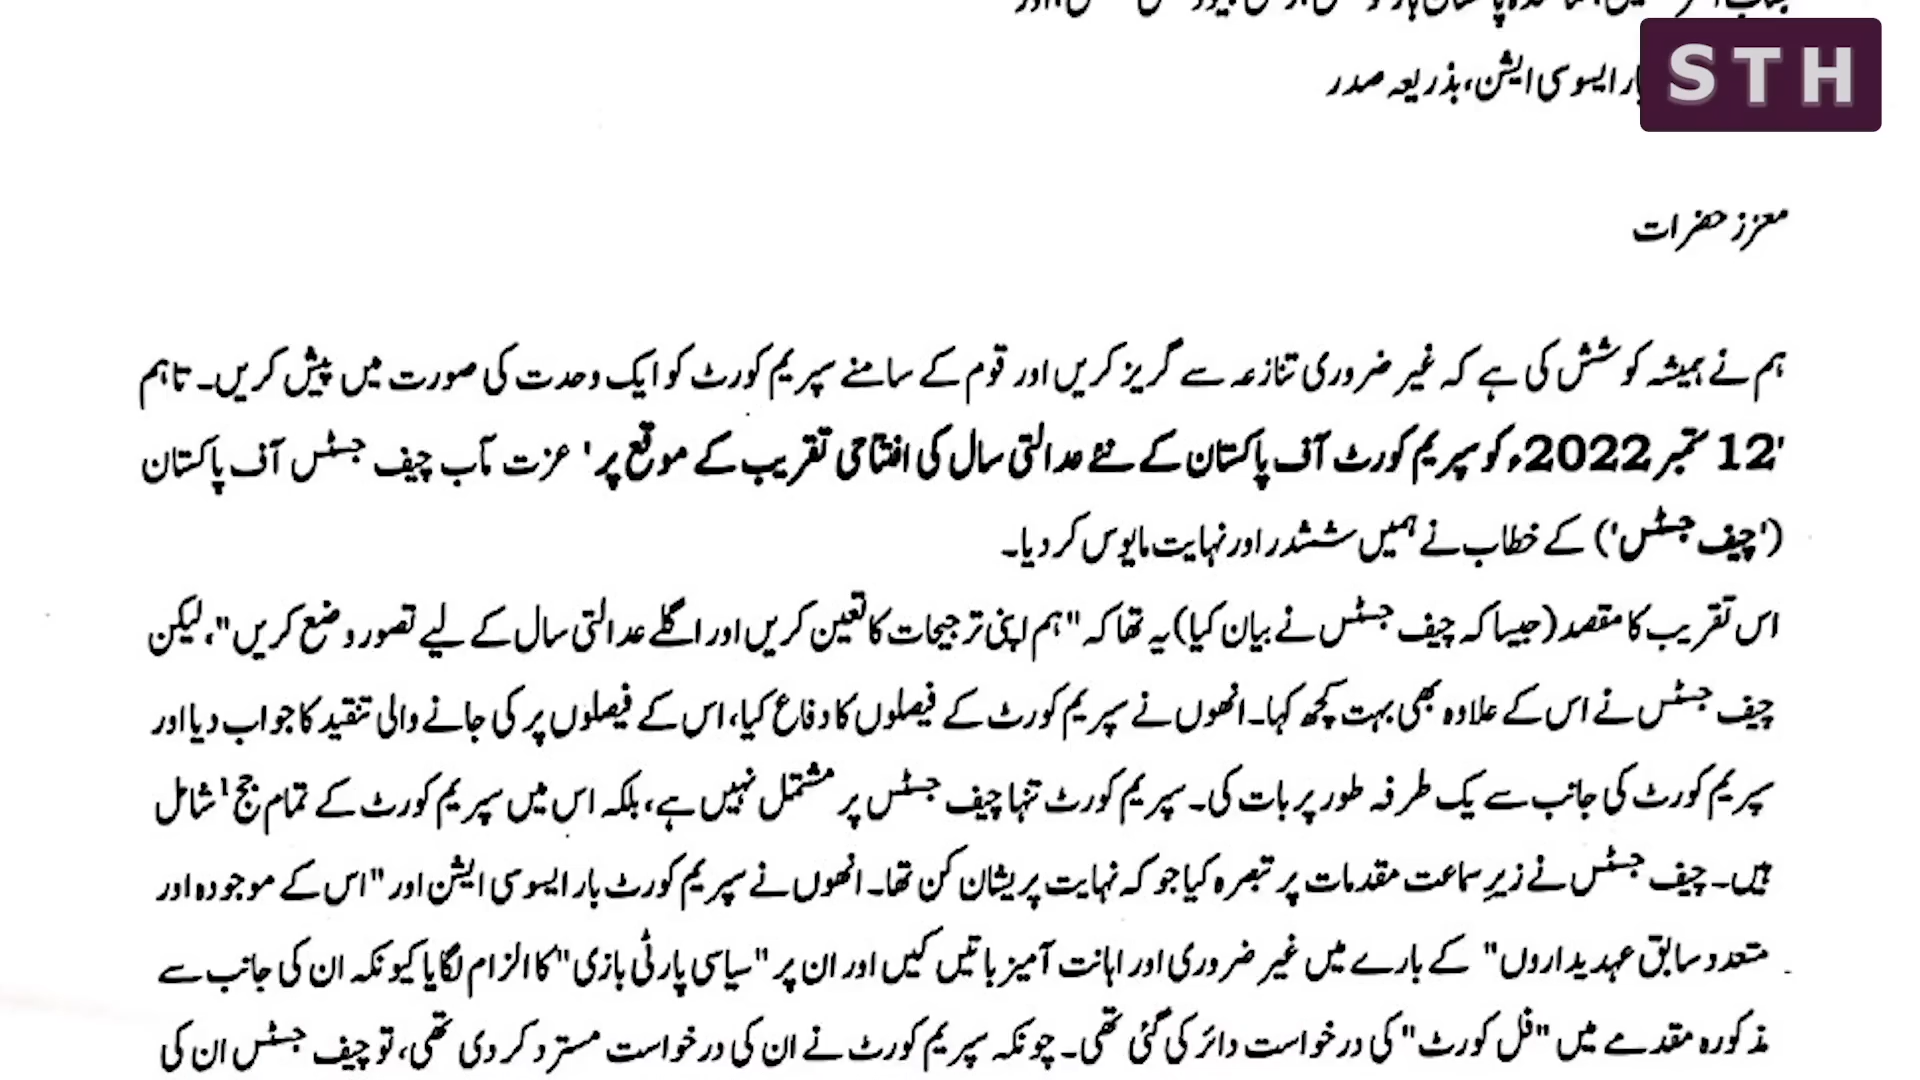 STH
بار ایسوسی ایشن، بذریعہ صدر
معزز حضرات
ہم نے ہمیشہ کوشش کی ہے کہ غیر ضروری تنازعہ سے گریز کریں اور قوم کے سامنے سپریم کورٹ کو ایک وحدت کی صورت میں پیش کریں۔ تاہم
'12 ستمبر 2022ء کو سپریم کورٹ آف پاکستان کے نئے عدالتی سال کی افتتاحی تقریب کے موقع پر' عزت مآب چیف جسٹس آف پاکستان
('چیف جسٹس') کے خطاب نے ہمیں ششدر اور نہایت مایوس کر دیا۔
اس تقریب کا مقصد (جیسا کہ چیف جسٹس نے بیان کیا) یہ تھا کہ "ہم اپنی ترجیحات کا تعین کریں اور اگلے عدالتی سال کے لیے تصور وضع کریں"، لیکن
چیف جسٹس نے اس کے علاوہ بھی بہت کچھ کہا۔ انھوں نے سپریم کورٹ کے فیصلوں کا دفاع کیا، اس کے فیصلوں پر کی جانے والی تنقید کا جواب دیا اور
سپریم کورٹ کی جانب سے یک طرفہ طور پر بات کی۔ سپریم کورٹ تنہا چیف جسٹس پر مشتمل نہیں ہے، بلکہ اس میں سپریم کورٹ کے تمام جج¹ شامل
ہیں۔ چیف جسٹس نے زیرِ سماعت مقدمات پر تبصرہ کیا جو کہ نہایت پریشان کن تھا۔ انھوں نے سپریم کورٹ بار ایسوسی ایشن اور "اس کے موجودہ اور
متعدد سابق عہدیداروں" کے بارے میں غیر ضروری اور اہانت آمیز باتیں کیں اور ان پر "سیاسی پارٹی بازی" کا الزام لگایا کیونکہ ان کی جانب سے
مذکورہ مقدمے میں "فل کورٹ" کی درخواست دائر کی گئی تھی۔ چونکہ سپریم کورٹ نے ان کی درخواست مسترد کر دی تھی، تو چیف جسٹس ان کی